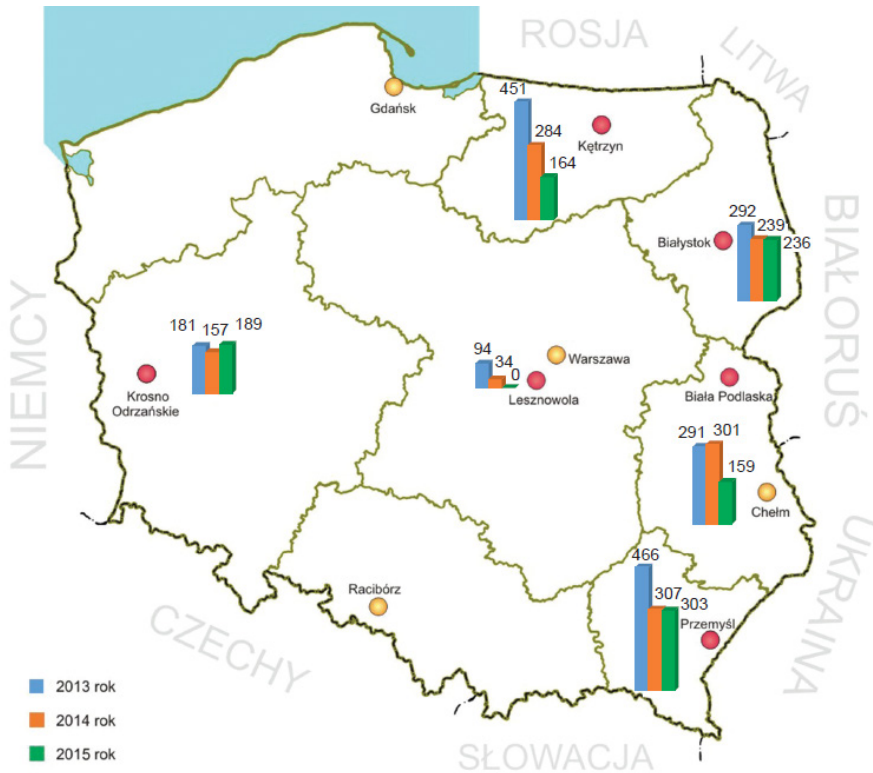 ROSJA
LITWA
Gdańsk
451
284
164
Kętrzyn
BIAŁORUŚ
292
239
236
Białystok
NIEMCY
181
157
189
Krosno
Odrzańskie
94
34
0
Warszawa
Lesznowola
Biała Podlaska
291
301
159
Chełm
UKRAINA
466
307
303
Przemyśl
Racibórz
CZECHY
SŁOWACJA
2013 rok
2014 rok
2015 rok